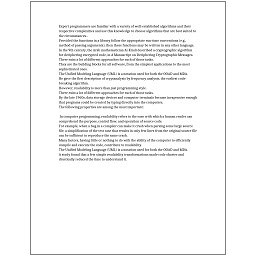 Expert programmers are familiar with a variety of well-established algorithms and their
respective complexities and use this knowledge to choose algorithms that are best suited to
the circumstances.
Provided the functions in a library follow the appropriate run-time conventions (e.g.,
method of passing arguments), then these functions may be written in any other language.
In the 9th century, the Arab mathematician Al-Kindi described a cryptographic algorithm
for deciphering encrypted code, in A Manuscript on Deciphering Cryptographic Messages.
There exist a lot of different approaches for each of those tasks.
They are the building blocks for all software, from the simplest applications to the most
sophisticated ones.
The Unified Modeling Language (UML) is a notation used for both the OOAD and MDA.
He gave the first description of cryptanalysis by frequency analysis, the earliest code-
breaking algorithm.
However, readability is more than just programming style.
There exist a lot of different approaches for each of those tasks.
By the late 1960s, data storage devices and computer terminals became inexpensive enough
that programs could be created by typing directly into the computers.
The following properties are among the most important:

In computer programming, readability refers to the ease with which a human reader can
comprehend the purpose, control flow, and operation of source code.
For example, when a bug in a compiler can make it crash when parsing some large source
file, a simplification of the test case that results in only few lines from the original source file
can be sufficient to reproduce the same crash.
Many factors, having little or nothing to do with the ability of the computer to efficiently
compile and execute the code, contribute to readability.
The Unified Modeling Language (UML) is a notation used for both the OOAD and MDA.
A study found that a few simple readability transformations made code shorter and
drastically reduced the time to understand it.